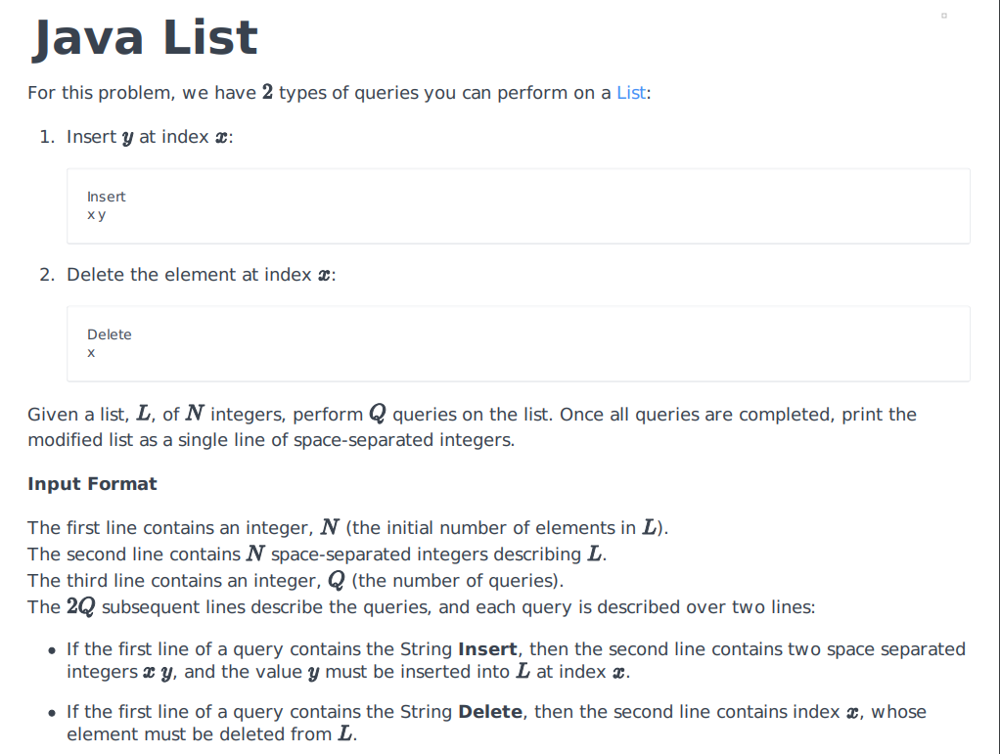 Java List
For this problem, we have 2 types of queries you can perform on a List:
1. Insert y at index x:
Insert
x y
2. Delete the element at index x:
Delete
x
Given a list, L, of N integers, perform Q queries on the list. Once all queries are completed, print the
modified list as a single line of space-separated integers.
Input Format
The first line contains an integer, N (the initial number of elements in L).
The second line contains N space-separated integers describing L.
The third line contains an integer, Q (the number of queries).
The 2Q subsequent lines describe the queries, and each query is described over two lines:
• If the first line of a query contains the String Insert, then the second line contains two space separated
integers x y, and the value y must be inserted into L at index x.
• If the first line of a query contains the String Delete, then the second line contains index x, whose
element must be deleted from L.